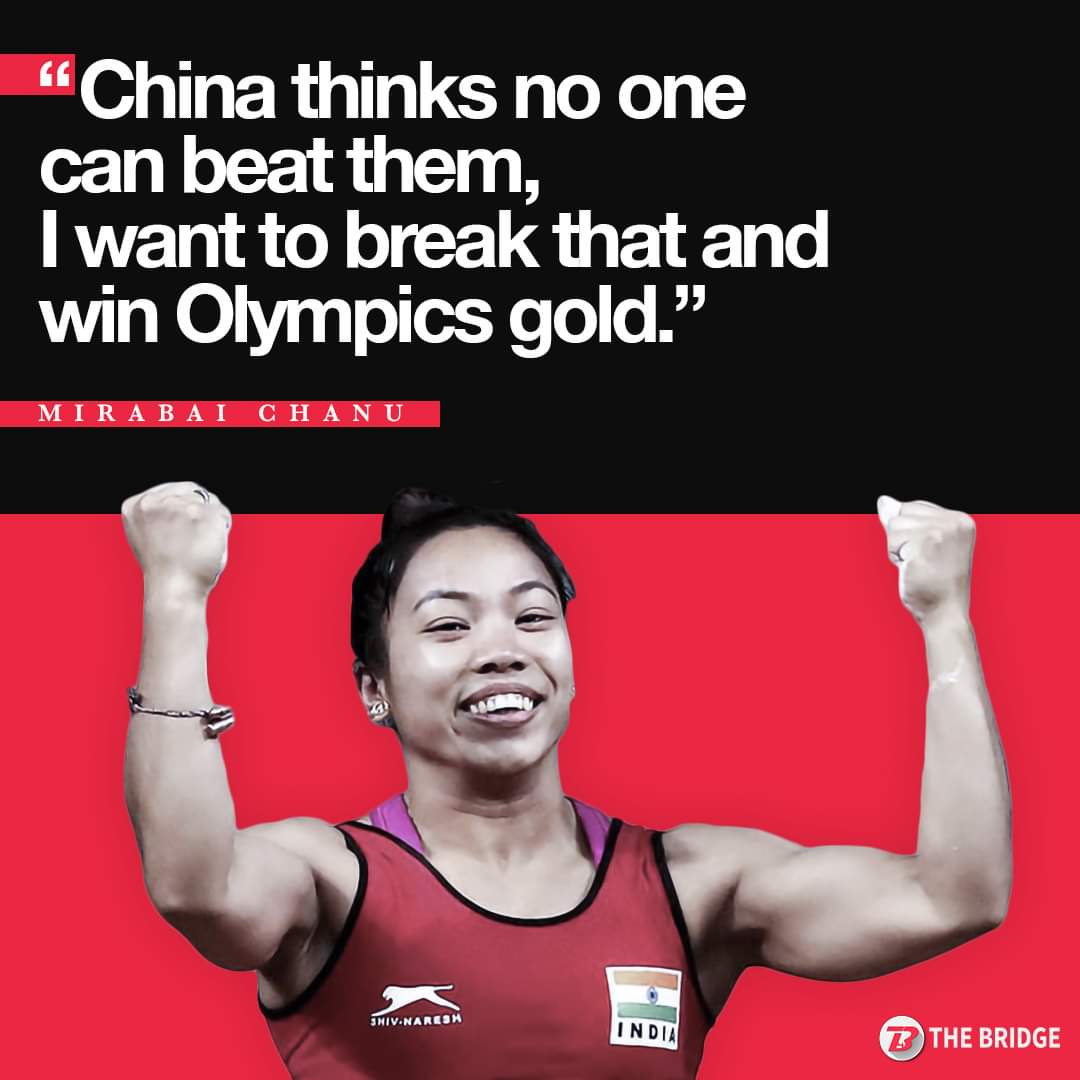 “China thinks no one
can beat them,
I want to break that and
win Olympics gold.”
MIRABAI CHANU
SHIV-NARESH
INDIA
TB THE BRIDGE